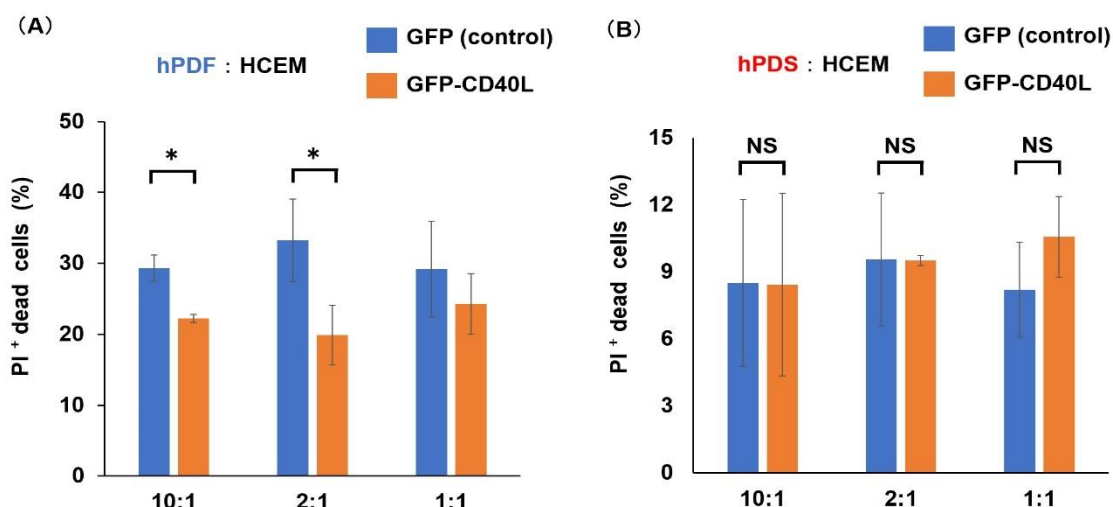 (A)
GFP (control)
hPDF : HCEM
GFP-CD40L
PI + dead cells (%)
50
40
30
20
10
0
*
*
10:1
2:1
1:1
(B)
GFP (control)
hPDS : HCEM
GFP-CD40L
PI + dead cells (%)
15
12
9
6
3
0
NS
NS
NS
10:1
2:1
1:1